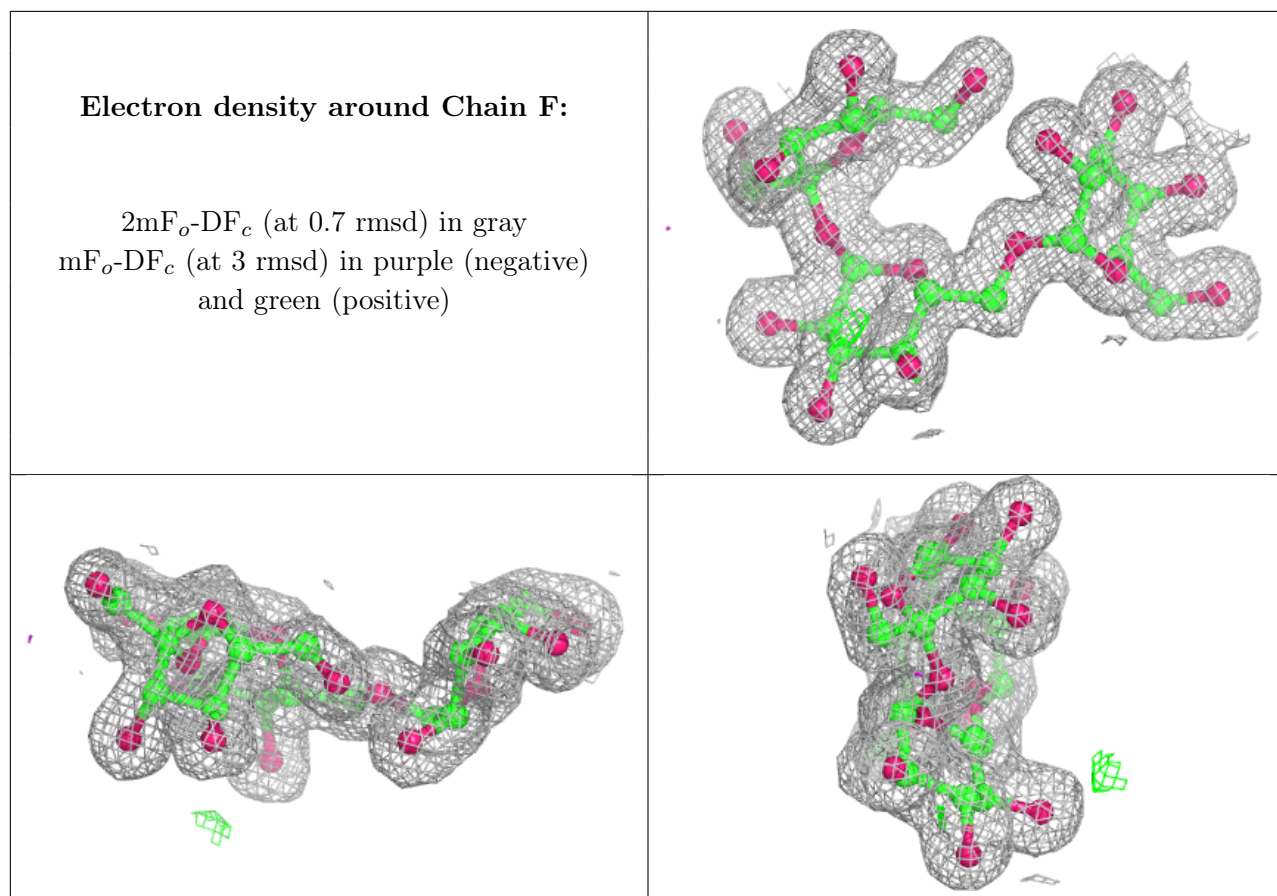 Electron density around Chain F:
2mFo-DFc (at 0.7 rmsd) in gray
mFo-DFc (at 3 rmsd) in purple (negative)
and green (positive)